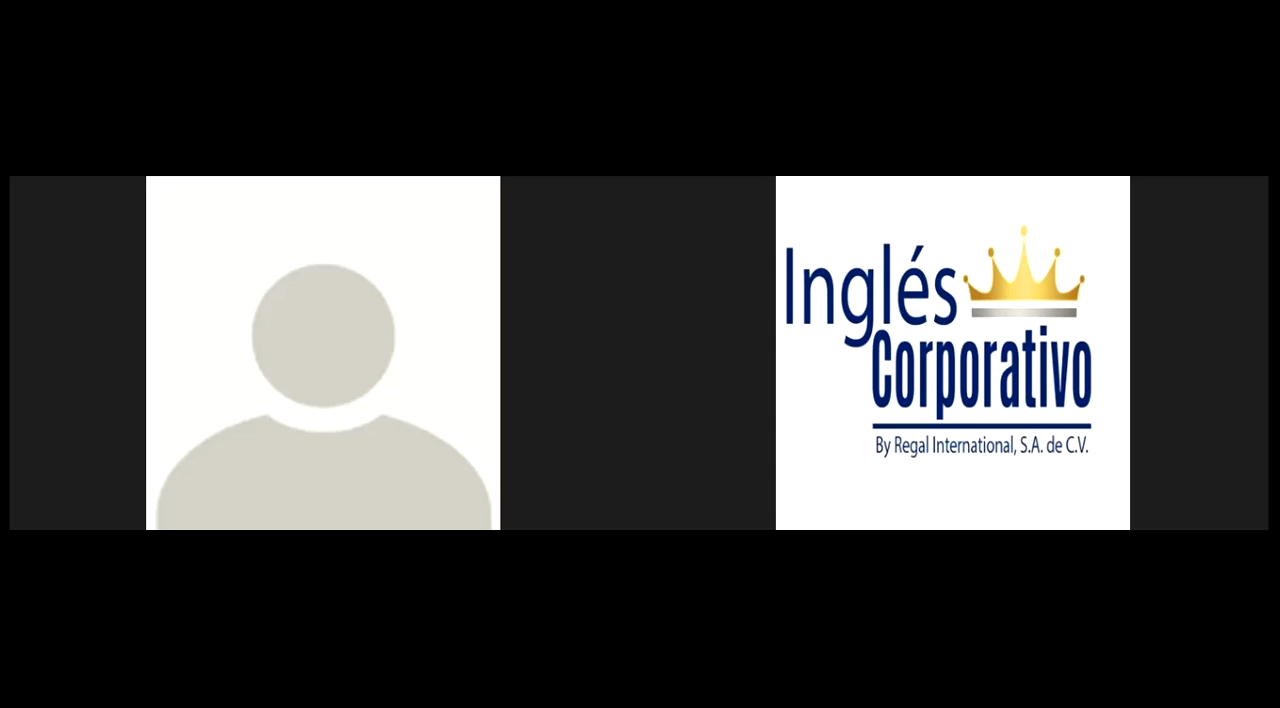 Inglés
Corporativo
By Regal International, S.A. de C.V.